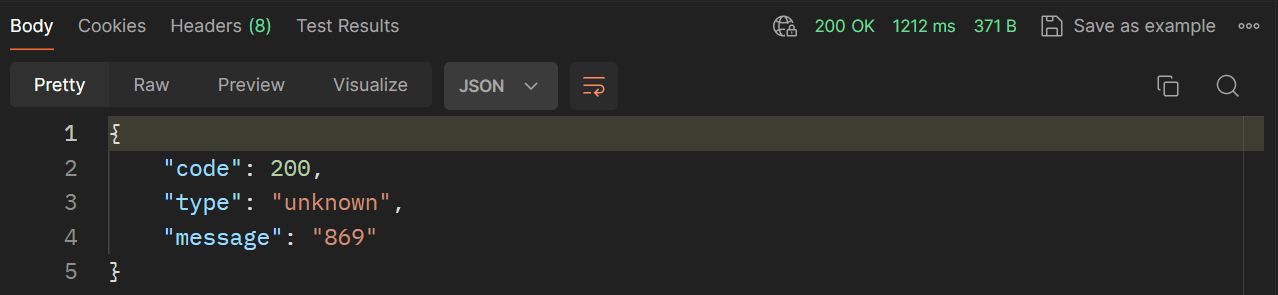 Body Cookies Headers (8) Test Results 200 OK 1212 ms 371 B Save as example
Pretty Raw Preview Visualize JSON
1 {
2 "code": 200,
3 "type": "unknown",
4 "message": "869"
5 }